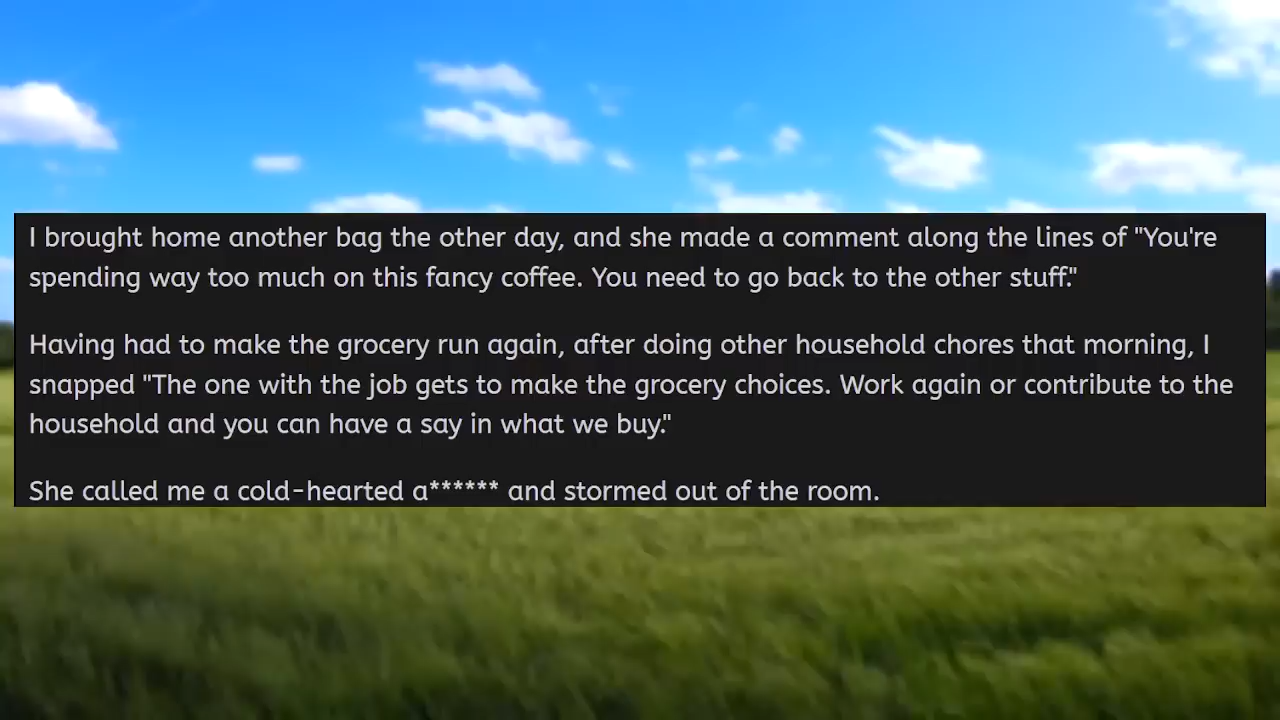 I brought home another bag the other day, and she made a comment along the lines of "You're
spending way too much on this fancy coffee. You need to go back to the other stuff."
Having had to make the grocery run again, after doing other household chores that morning, I
snapped "The one with the job gets to make the grocery choices. Work again or contribute to the
household and you can have a say in what we buy."
She called me a cold-hearted a****** and stormed out of the room.